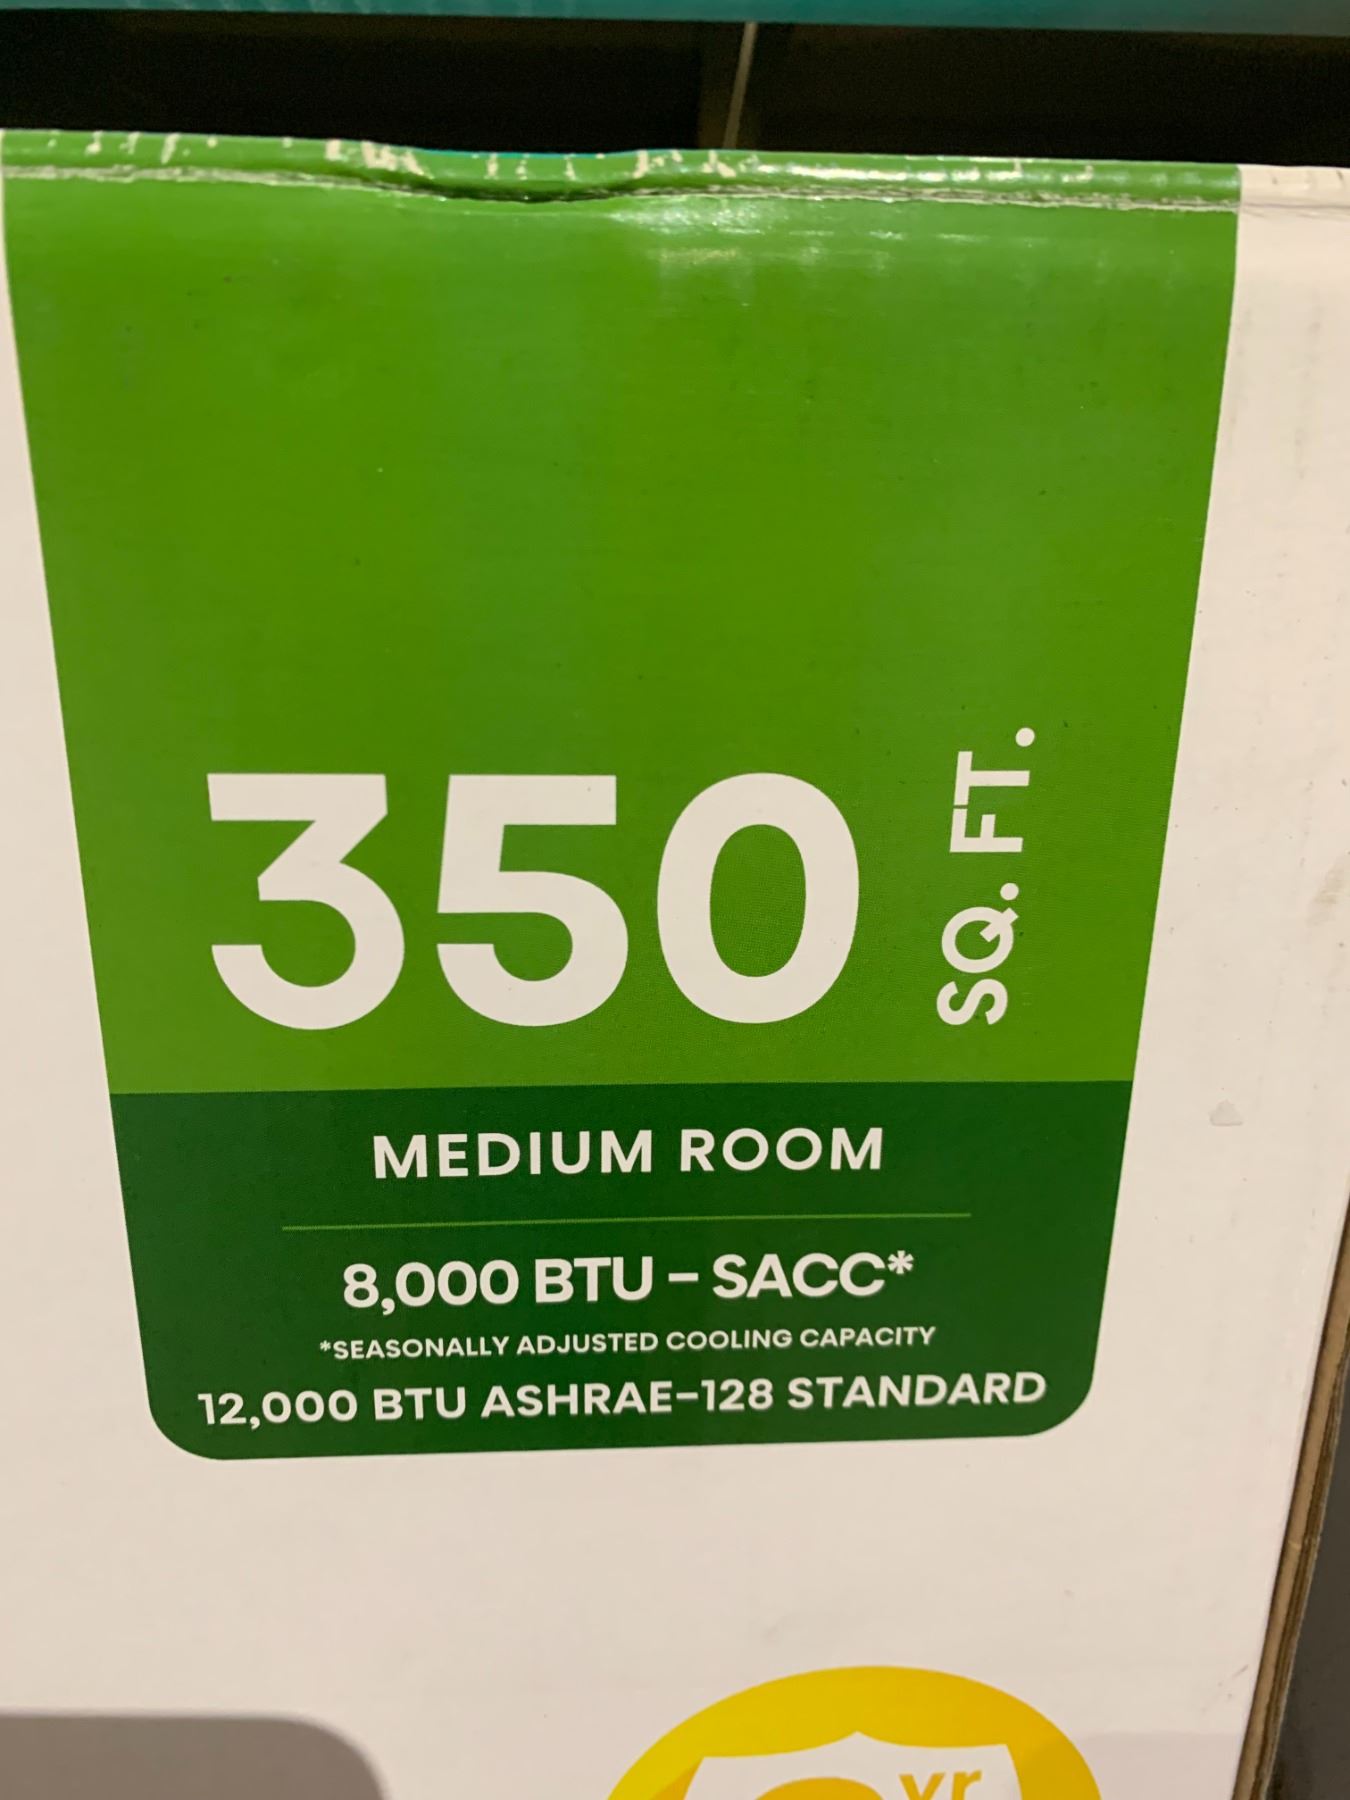 350 SQ. FT.
MEDIUM ROOM
8,000 BTU – SACC*
*SEASONALLY ADJUSTED COOLING CAPACITY
12,000 BTU ASHRAE–128 STANDARD
yr